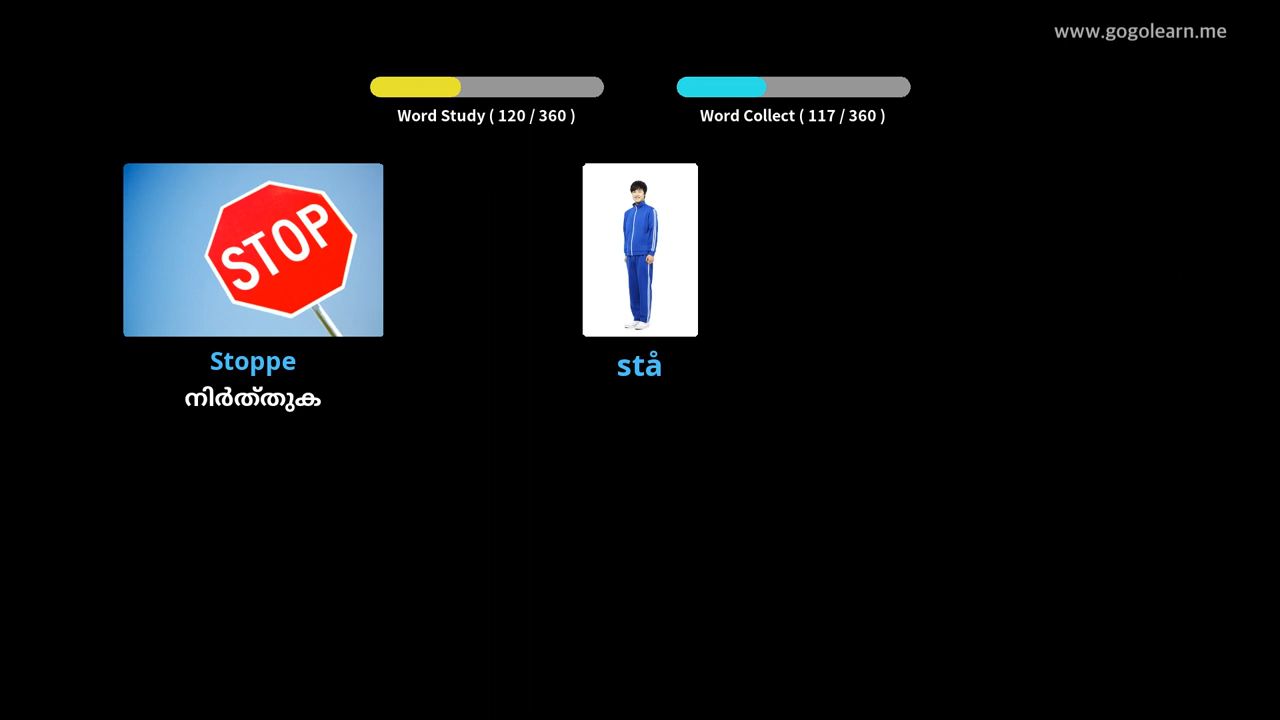 www.gogolearn.me
Word Study ( 120 / 360 )
Word Collect ( 117 / 360 )
STOP
Stoppe
നിർത്തുക
stå